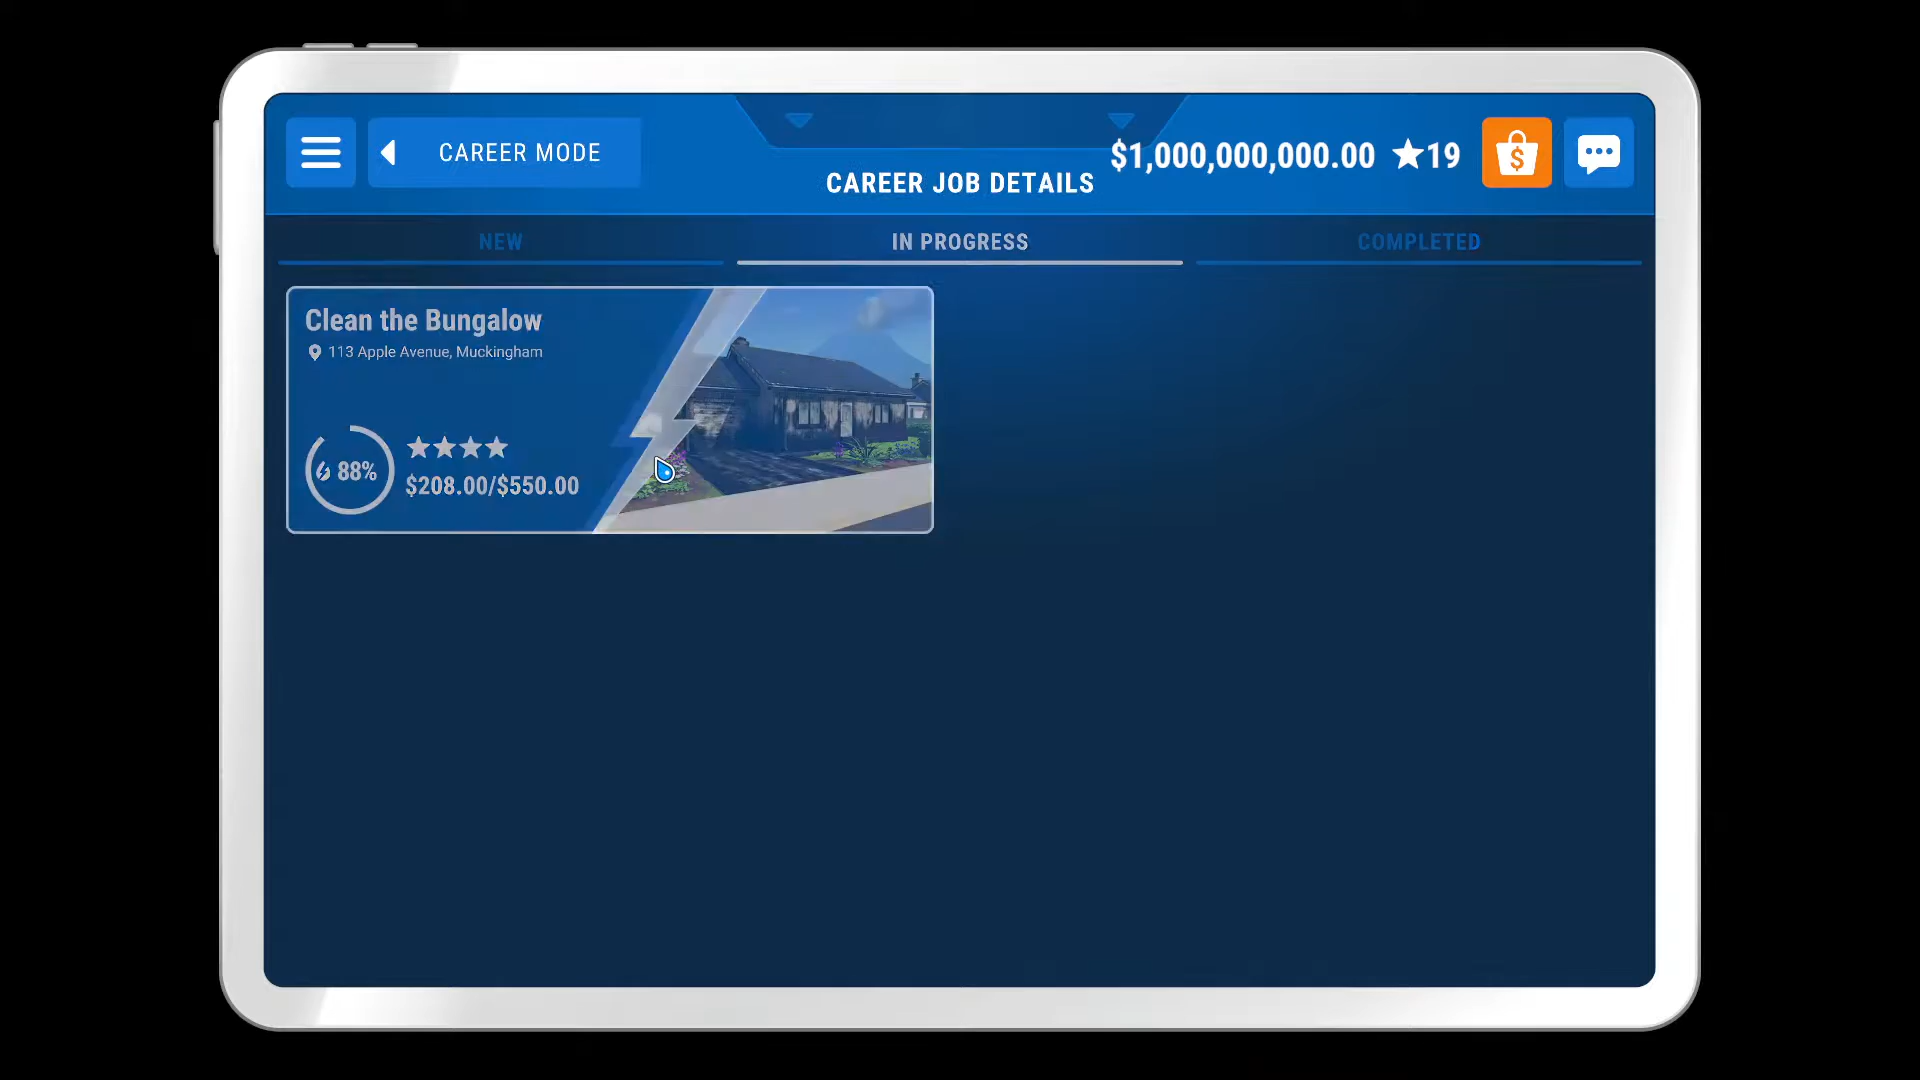 CAREER MODE
CAREER JOB DETAILS
$1,000,000,000.00 ★19
NEW
IN PROGRESS
COMPLETED
Clean the Bungalow
113 Apple Avenue, Muckingham
88%
★★★★
$208.00/$550.00